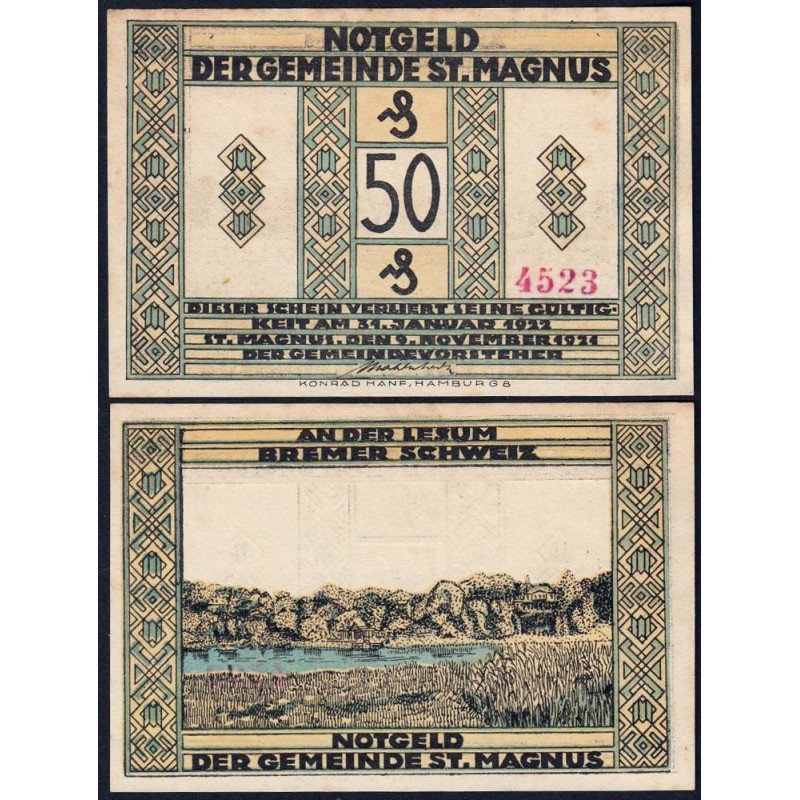 NOTGELD
DER GEMEINDE ST. MAGNUS
50
4523
DIESER SCHEIN VERLIERT SEINE GÜLTIG-
KEIT AM 31. JANUAR 1922
ST. MAGNUS, DEN 9. NOVEMBER 1921
DER GEMEINDEVORSTEHER
KONRAD HANF, HAMBURG 8
AN DER LESUM
BREMER SCHWEIZ
NOTGELD
DER GEMEINDE ST. MAGNUS